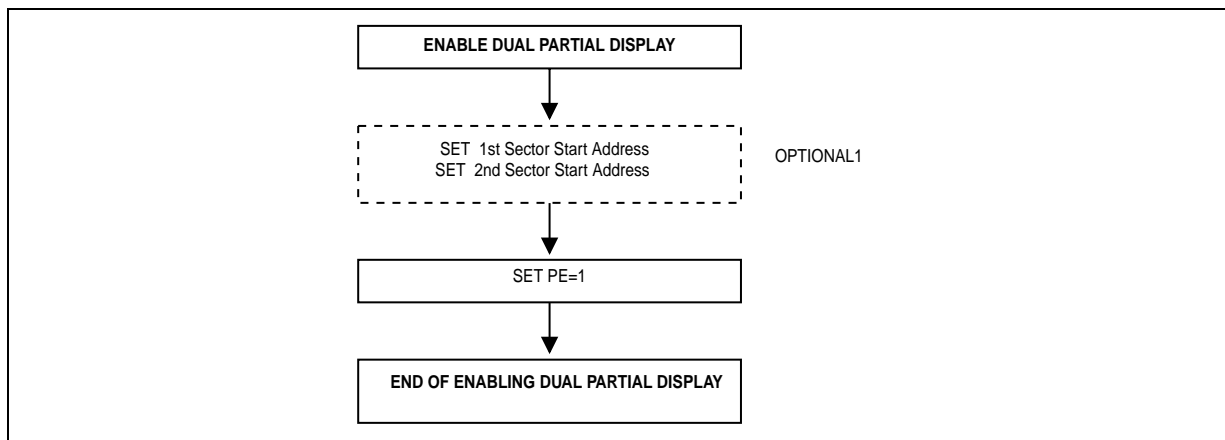 ENABLE DUAL PARTIAL DISPLAY
SET 1st Sector Start Address
SET 2nd Sector Start Address
OPTIONAL1
SET PE=1
END OF ENABLING DUAL PARTIAL DISPLAY